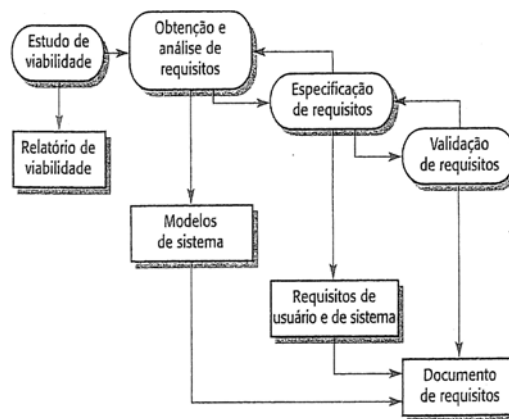 Estudo de
viabilidade
Obtenção e
análise de
requisitos
Especificação
de requisitos
Validação
de requisitos
Relatório de
viabilidade
Modelos
de sistema
Requisitos de
usuário e de sistema
Documento
de requisitos